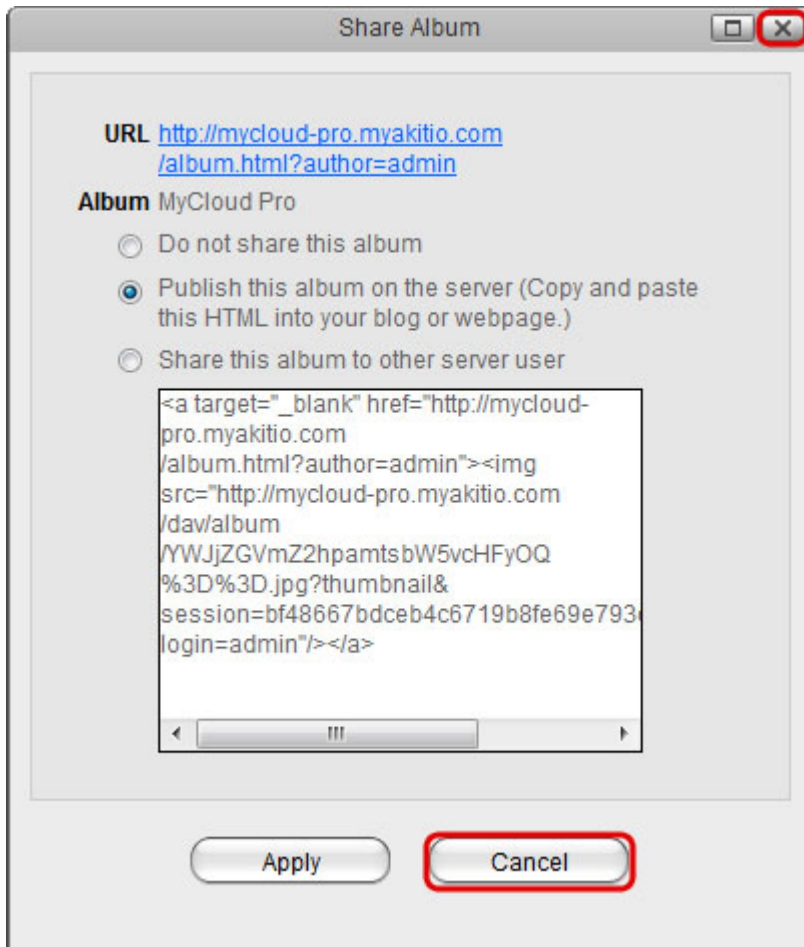 Share Album
URL http://mycloud-pro.myakitio.com
/album.html?author=admin
Album MyCloud Pro
Do not share this album
Publish this album on the server (Copy and paste
this HTML into your blog or webpage.)
Share this album to other server user
<a target="_blank" href="http://mycloud-
pro.myakitio.com
/album.html?author=admin"><img
src="http://mycloud-pro.myakitio.com
/dav/album
/YWJjZGVmZ2hpamtsbW5vcHFyOQ
%3D%3D.jpg?thumbnail&
session=bf48667bdceb4c6719b8fe69e793
login=admin"/></a>
Apply Cancel